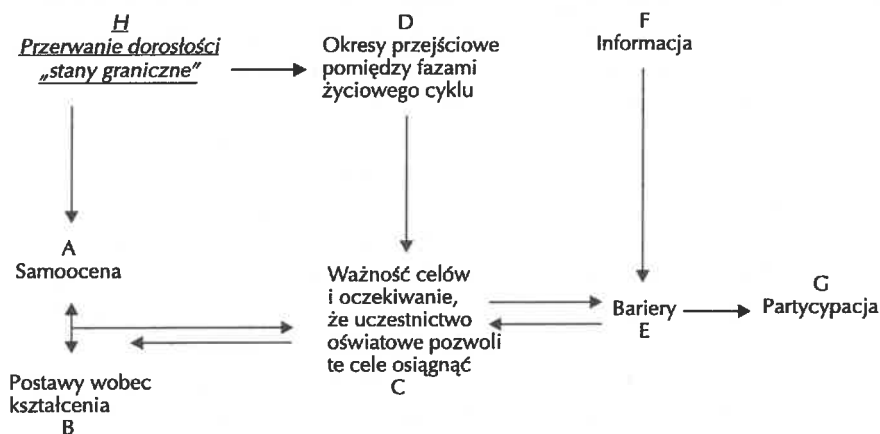 H
Przerwanie dorosłości
„stany graniczne”
D
Okresy przejściowe
pomiędzy fazami
życiowego cyklu
F
Informacja
A
Samoocena
Postawy wobec
kształcenia
B
Ważność celów
i oczekiwanie,
że uczestnictwo
oświatowe pozwoli
te cele osiągnąć
C
Bariery
E
G
Partycypacja